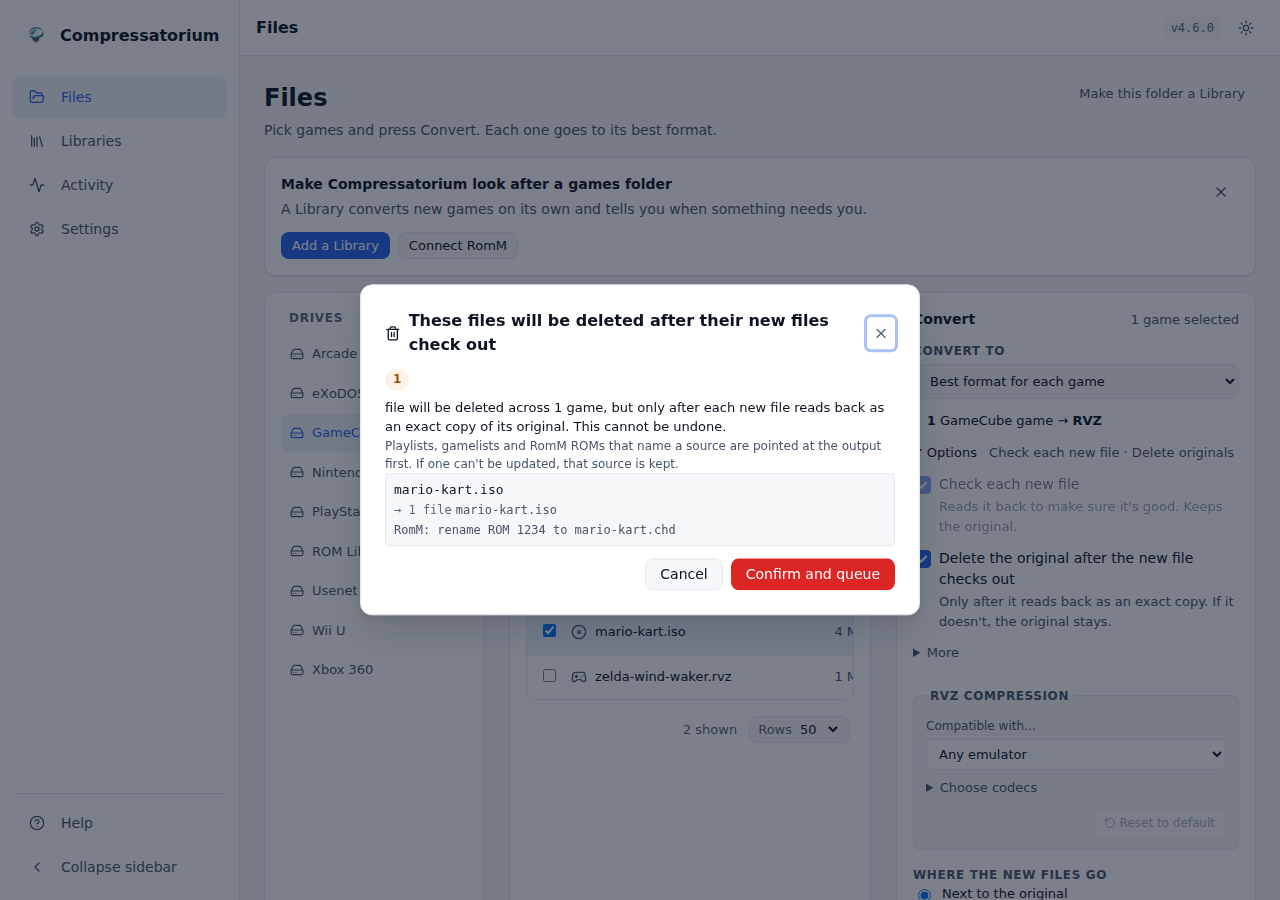 Compressatorium
Files
v4.6.0
Files
Libraries
Activity
Settings
Help
Collapse sidebar
Files
Make this folder a Library
Pick games and press Convert. Each one goes to its best format.
Make Compressatorium look after a games folder
A Library converts new games on its own and tells you when something needs you.
Add a Library
Connect RomM
DRIVES
Arcade
eXoDOS
GameC
Nintend
PlaySta
ROM Li
Usenet
Wii U
Xbox 360
These files will be deleted after their new files
check out
1
file will be deleted across 1 game, but only after each new file reads back as
an exact copy of its original. This cannot be undone.
Playlists, gamelists and RomM ROMs that name a source are pointed at the output
first. If one can't be updated, that source is kept.
mario-kart.iso
→ 1 file mario-kart.iso
RomM: rename ROM 1234 to mario-kart.chd
Cancel
Confirm and queue
mario-kart.iso
4 M
zelda-wind-waker.rvz
1 M
2 shown
Rows 50
Convert
1 game selected
CONVERT TO
Best format for each game
1 GameCube game → RVZ
Options Check each new file · Delete originals
Check each new file
Reads it back to make sure it's good. Keeps
the original.
Delete the original after the new file
checks out
Only after it reads back as an exact copy. If it
doesn't, the original stays.
More
RVZ COMPRESSION
Compatible with...
Any emulator
Choose codecs
Reset to default
WHERE THE NEW FILES GO
Next to the original